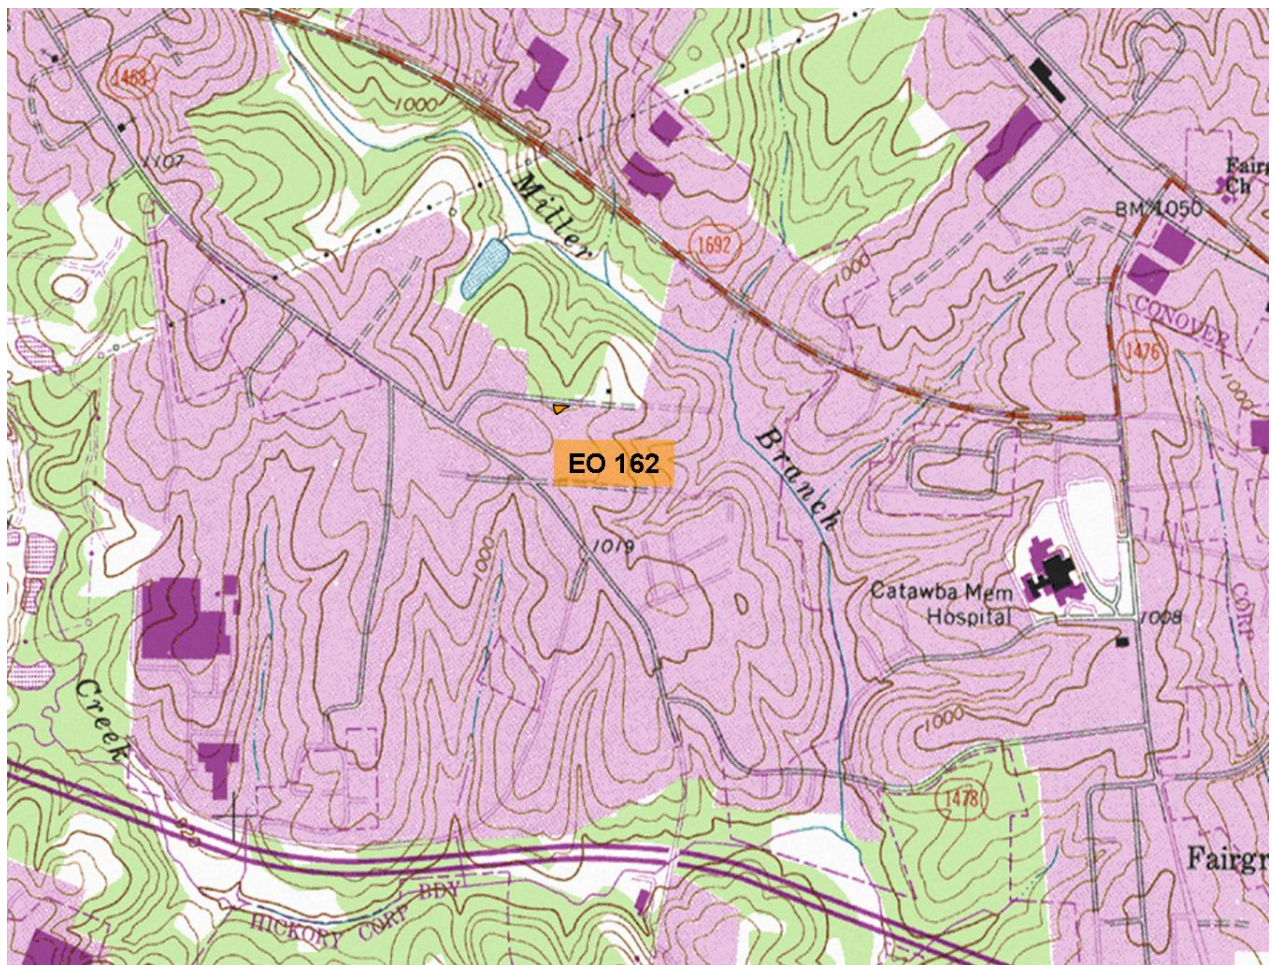 1468
1000
1107
Miller
Fairg
Ch
BM 1050
1692
1000
CONOVER
1476
1000
EO 162
Branch
1019
1000
Catawba Mem
Hospital
1008
CORP
Creek
1000
1478
Fairgr
BDY
HICKORY CORP